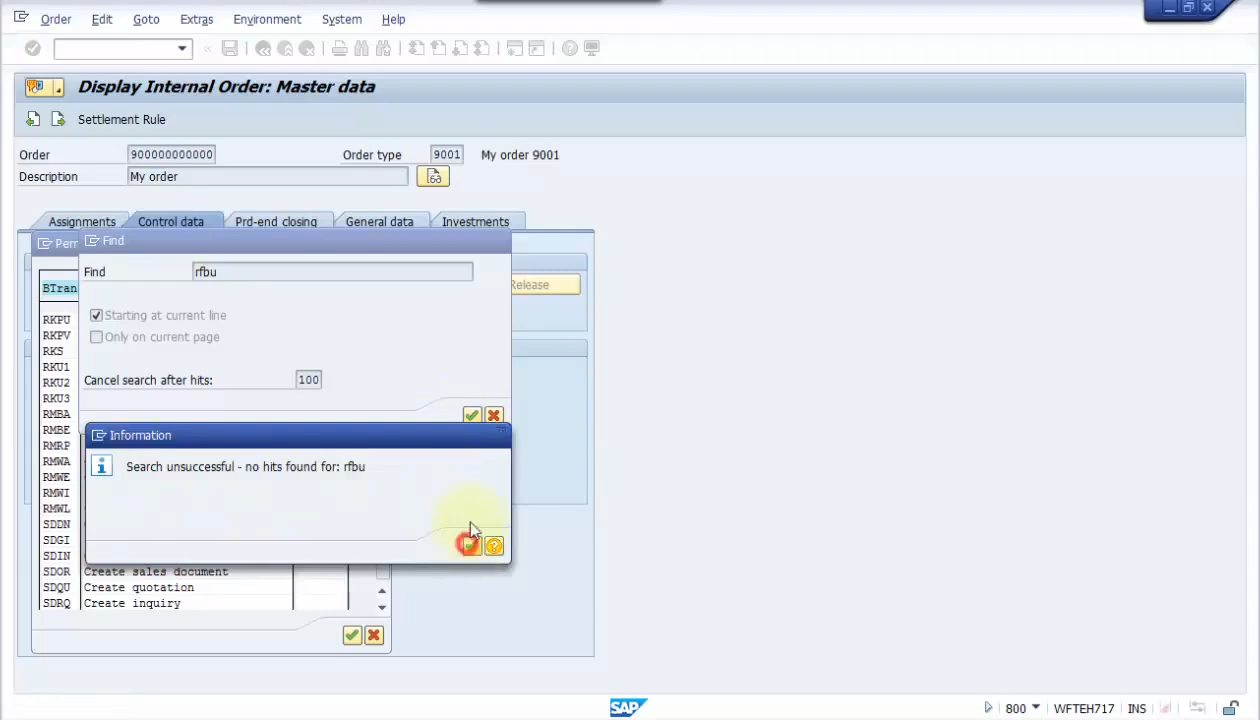 Order Edit Goto Extras Environment System Help
Display Internal Order: Master data
Settlement Rule
Order 900000000000 Order type 9001 My order 9001
Description My order
Assignments Control data Prd-end closing General data Investments
Perm
Find
Find rfbu
BTran
Release
Starting at current line
Only on current page
Cancel search after hits: 100
RKPU
RKPV
RKS
RKU1
RKU2
RKU3
RMBA
RMBE
RMRP
RMWA
RMWE
RMWI
RMWL
SDDN
SDGI
SDIN
Information
Search unsuccessful - no hits found for: rfbu
SDOR Create sales document
SDQU Create quotation
SDRQ Create inquiry
SAP 800 WFTEH717 INS